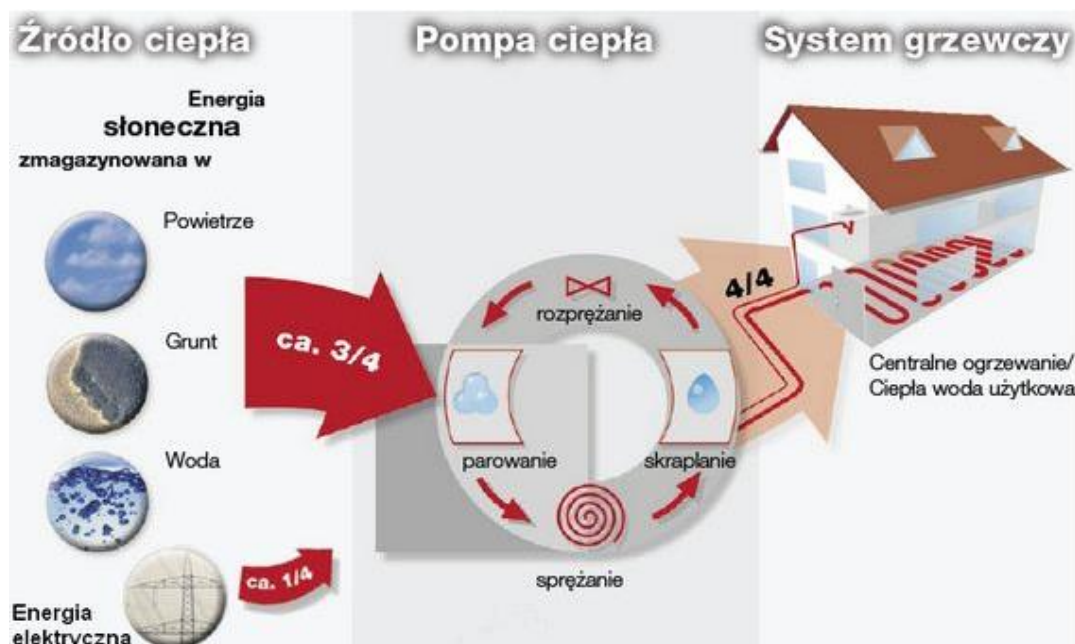 Źródło ciepła
Energia
słoneczna
zmagazynowana w
Powietrze
Grunt
Woda
Energia
elektryczna
ca. 3/4
ca. 1/4
Pompa ciepła
rozprężanie
parowanie
skraplanie
sprężanie
System grzewczy
4/4
Centralne ogrzewanie/
Ciepła woda użytkowa